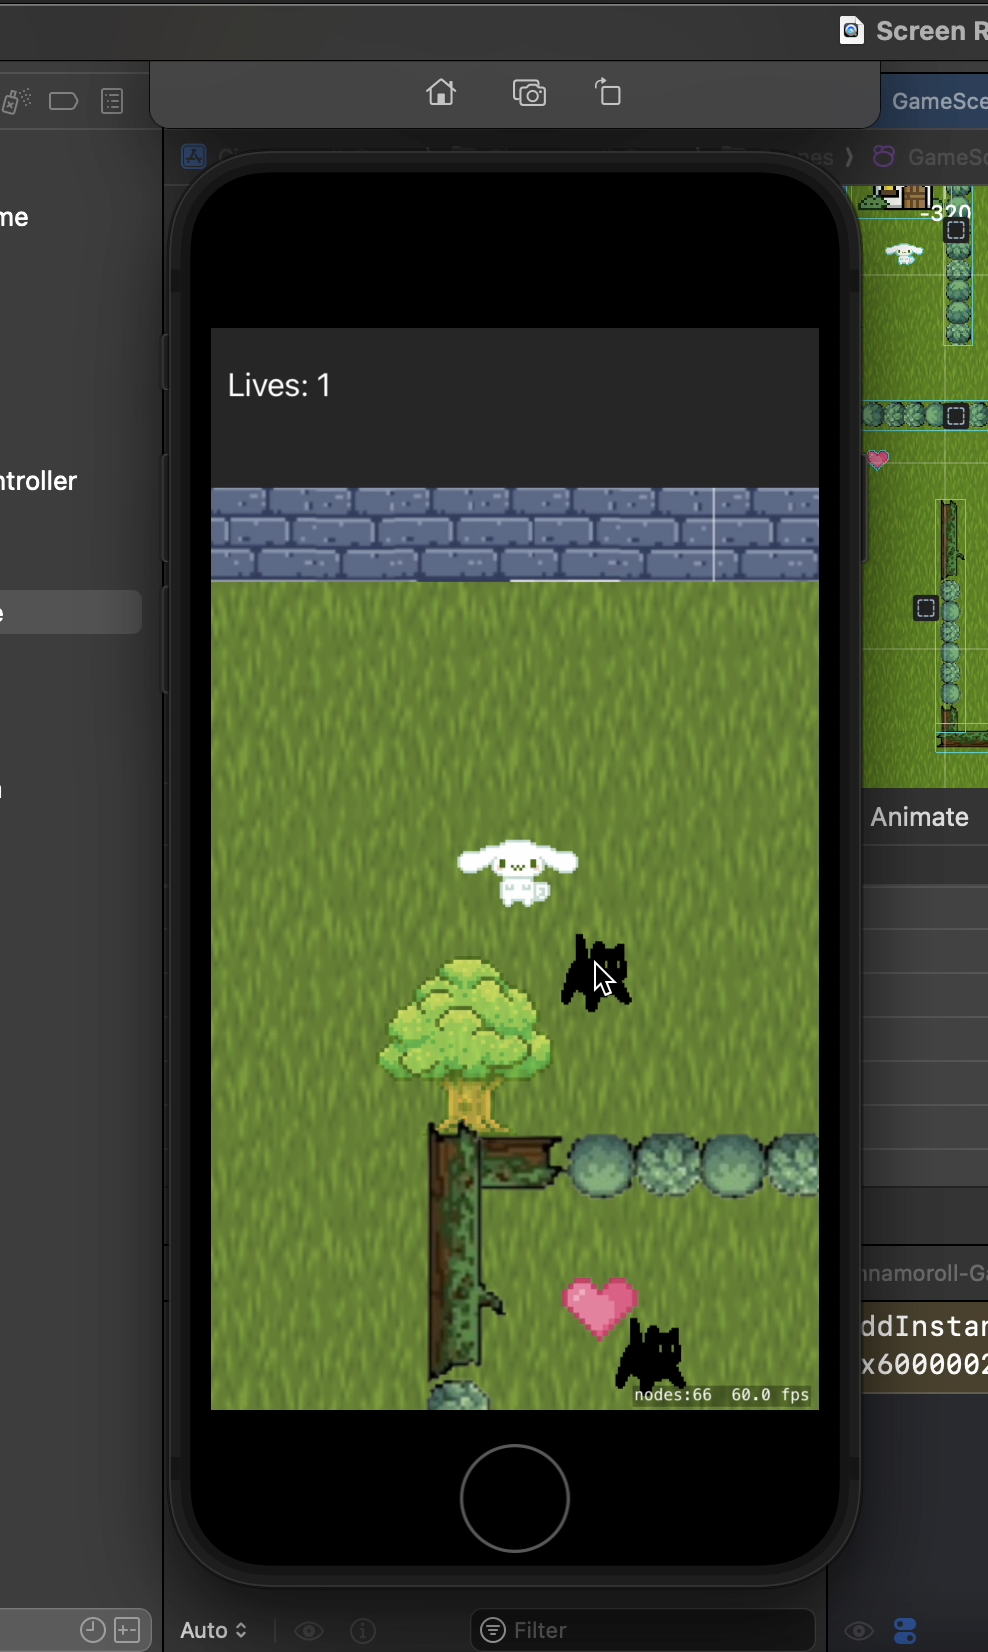 Screen R
GameSce
nes
GameSc
me
-320
Lives: 1
ntroller
e
Animate
nnamoroll-Ga
ddInstan
x6000002
nodes:66 60.0 fps
Auto
Filter